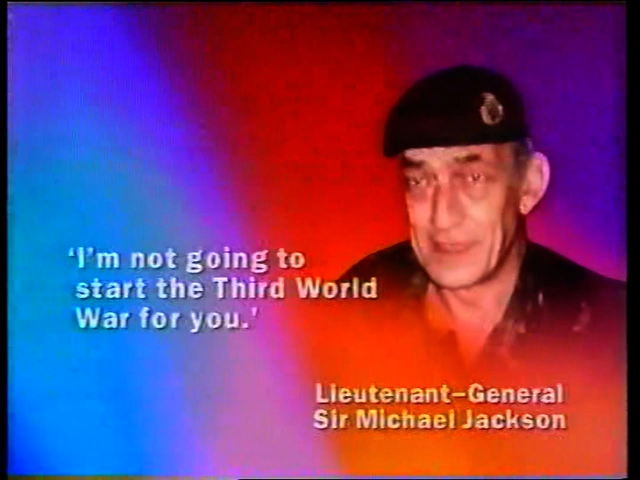 ‘I’m not going to
start the Third World
War for you.’
Lieutenant–General
Sir Michael Jackson